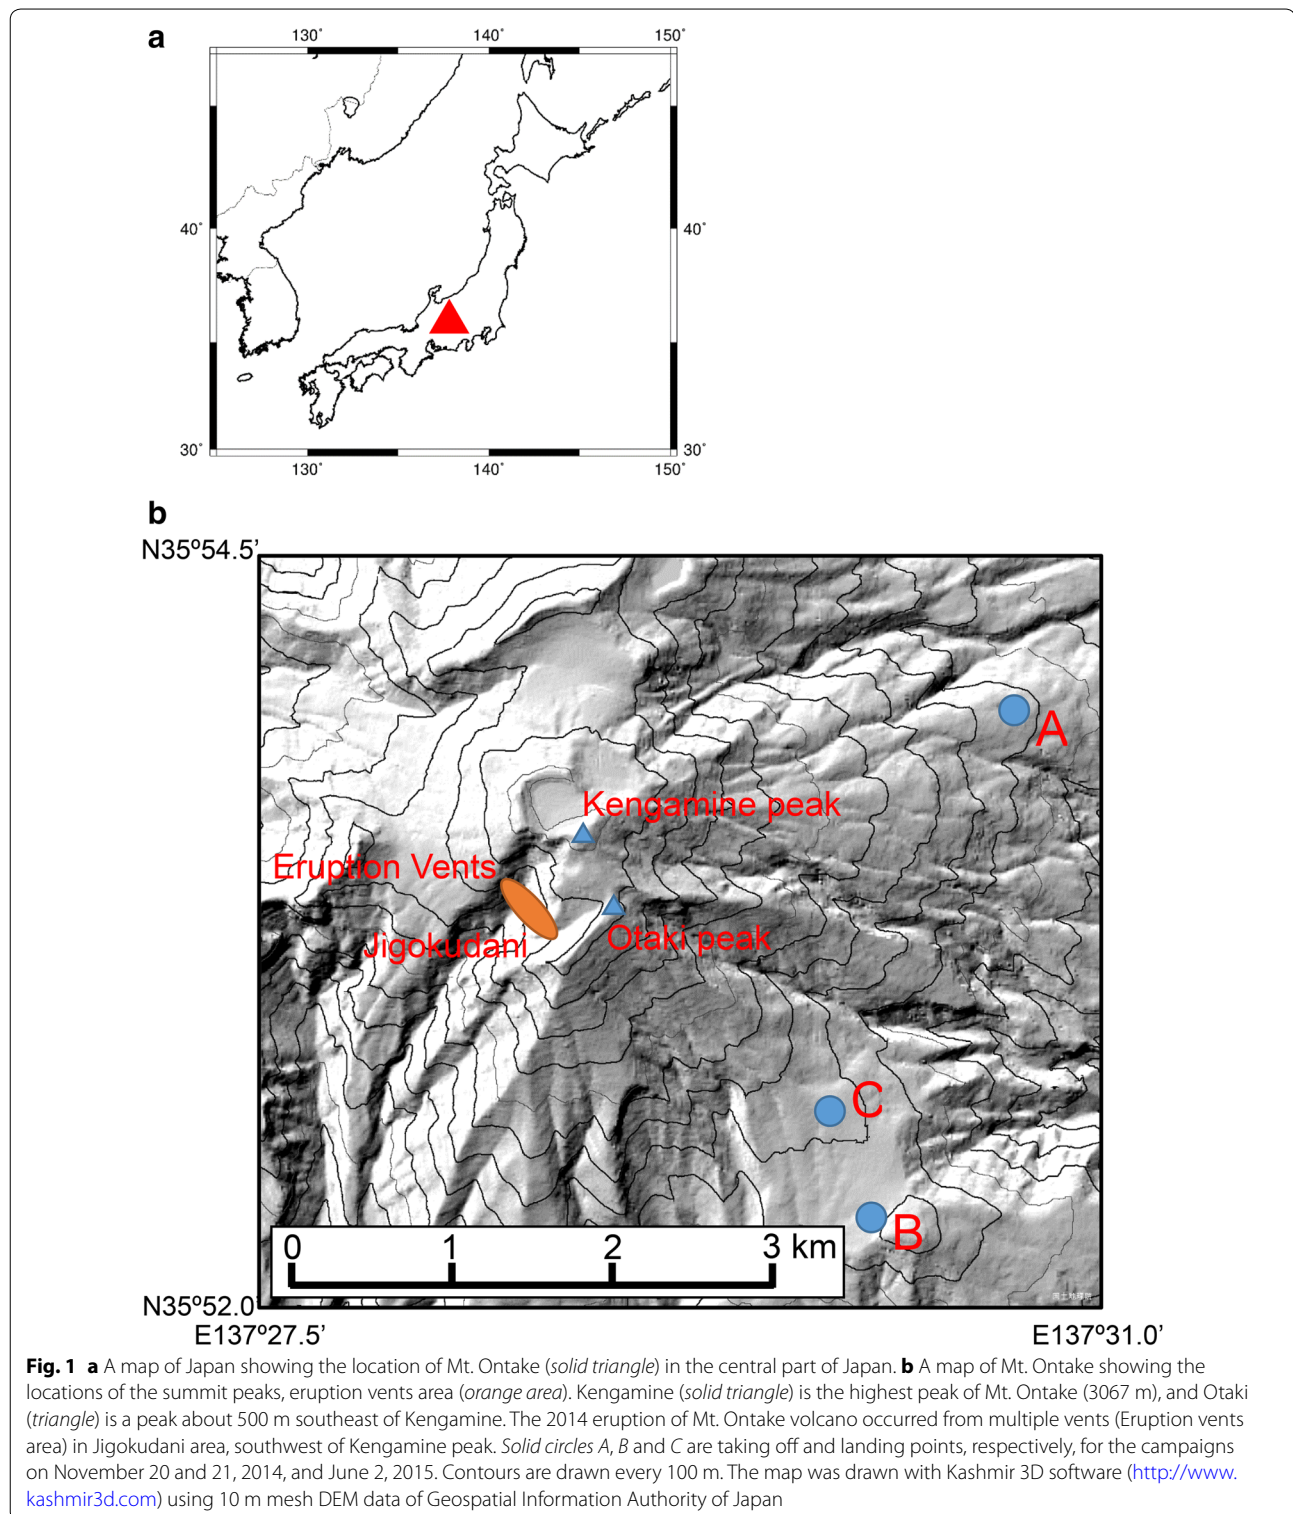 a
130° 140° 150°
40° 40°
30° 30°
130° 140° 150°
b
N35º54.5'
A
Kengamine peak
Eruption Vents
Otaki peak
Jigokudani
C
B
0 1 2 3 km
N35º52.0'
E137º27.5' E137º31.0'
Fig. 1 a A map of Japan showing the location of Mt. Ontake (solid triangle) in the central part of Japan. b A map of Mt. Ontake showing the
locations of the summit peaks, eruption vents area (orange area). Kengamine (solid triangle) is the highest peak of Mt. Ontake (3067 m), and Otaki
(triangle) is a peak about 500 m southeast of Kengamine. The 2014 eruption of Mt. Ontake volcano occurred from multiple vents (Eruption vents
area) in Jigokudani area, southwest of Kengamine peak. Solid circles A, B and C are taking off and landing points, respectively, for the campaigns
on November 20 and 21, 2014, and June 2, 2015. Contours are drawn every 100 m. The map was drawn with Kashmir 3D software (http://www.
kashmir3d.com) using 10 m mesh DEM data of Geospatial Information Authority of Japan